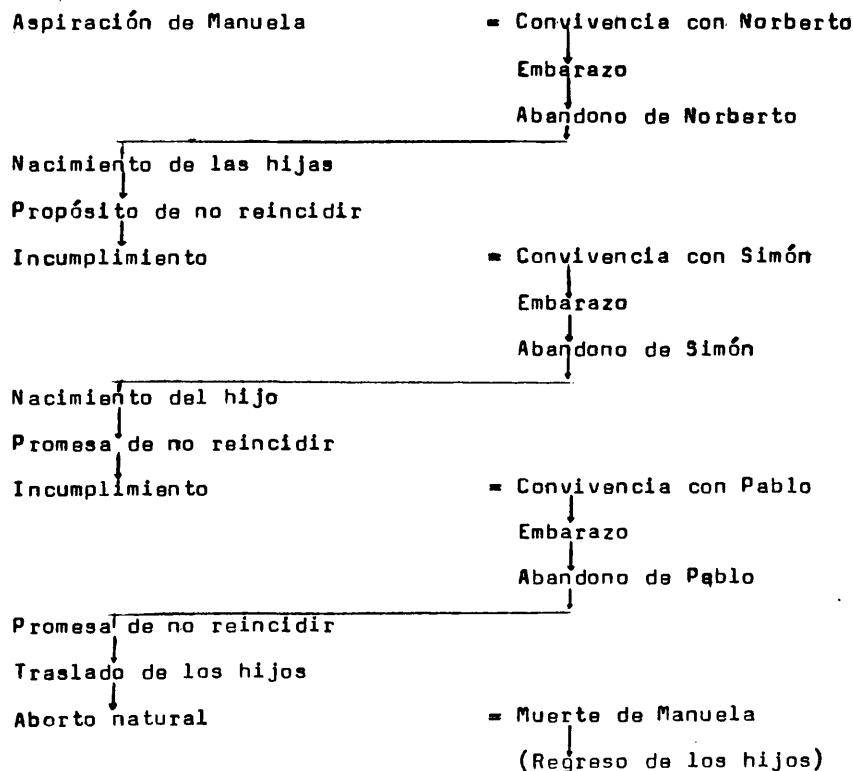 Aspiración de Manuela = Convivencia con Norberto
Embarazo
Abandono de Norberto
Nacimiento de las hijas
Propósito de no reincidir
Incumplimiento = Convivencia con Simón
Embarazo
Abandono de Simón
Nacimiento del hijo
Promesa de no reincidir
Incumplimiento = Convivencia con Pablo
Embarazo
Abandono de Pablo
Promesa de no reincidir
Traslado de los hijos
Aborto natural = Muerte de Manuela
(Regreso de los hijos)